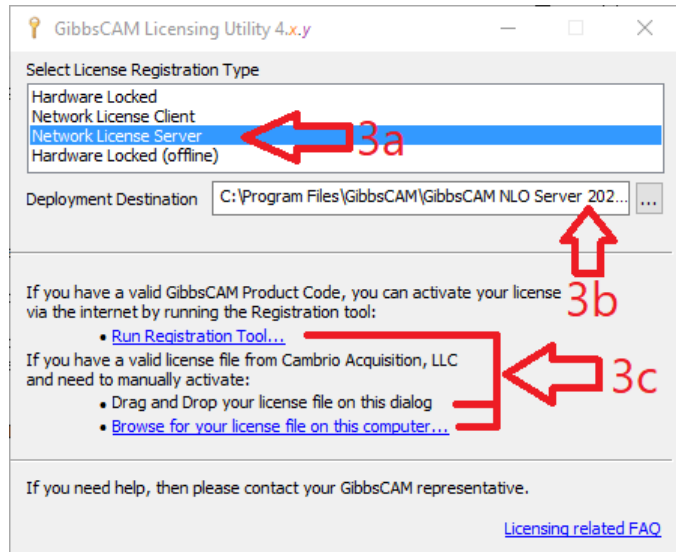 GibbsCAM Licensing Utility 4.x.y
Select License Registration Type
Hardware Locked
Network License Client
Network License Server
3a
Hardware Locked (offline)
Deployment Destination C:\Program Files\GibbsCAM\GibbsCAM NLO Server 202... ...
3b
If you have a valid GibbsCAM Product Code, you can activate your license
via the internet by running the Registration tool:
• Run Registration Tool...
If you have a valid license file from Cambrio Acquisition, LLC
and need to manually activate:
3c
• Drag and Drop your license file on this dialog
• Browse for your license file on this computer...
If you need help, then please contact your GibbsCAM representative.
Licensing related FAQ